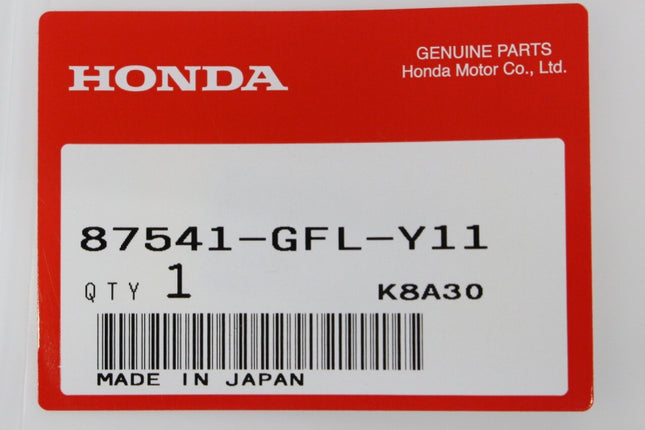 HONDA
GENUINE PARTS
Honda Motor Co., Ltd.
87541-GFL-Y11
QTY 1
K8A30
MADE IN JAPAN